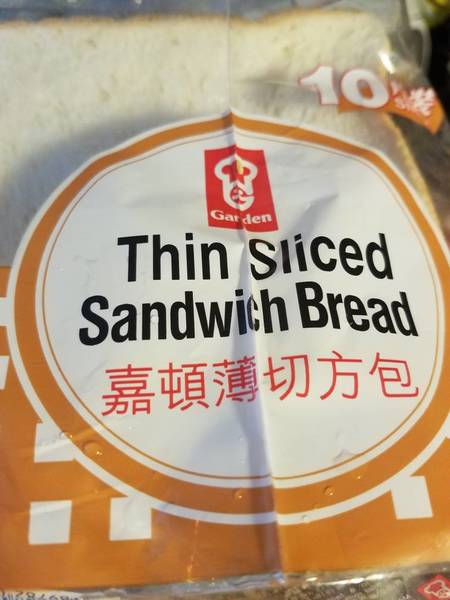 10
Garden
Thin Sliced
Sandwich Bread
嘉頓薄切方包